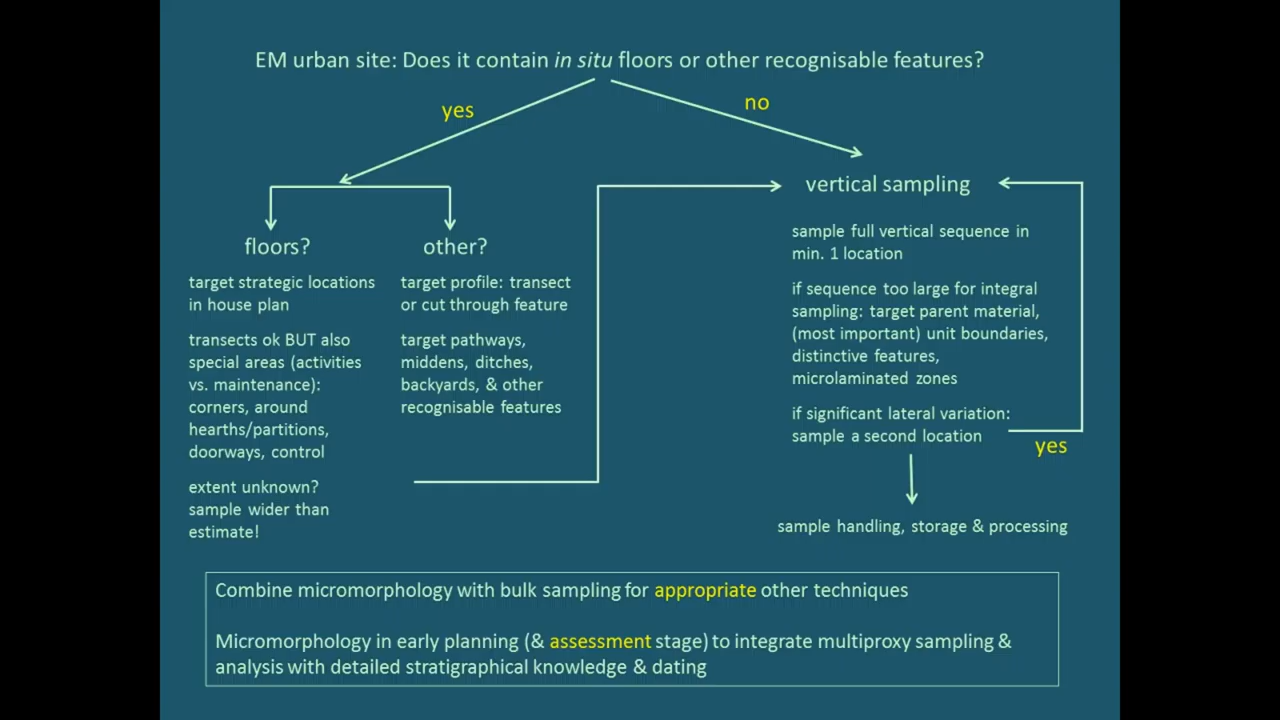 EM urban site: Does it contain in situ floors or other recognisable features?
yes
no
floors?
target strategic locations
in house plan
transects ok BUT also
special areas (activities
vs. maintenance):
corners, around
hearths/partitions,
doorways, control
extent unknown?
sample wider than
estimate!
other?
target profile: transect
or cut through feature
target pathways,
middens, ditches,
backyards, & other
recognisable features
vertical sampling
sample full vertical sequence in
min. 1 location
if sequence too large for integral
sampling: target parent material,
(most important) unit boundaries,
distinctive features,
microlaminated zones
if significant lateral variation:
sample a second location
yes
sample handling, storage & processing
Combine micromorphology with bulk sampling for appropriate other techniques
Micromorphology in early planning (& assessment stage) to integrate multiproxy sampling &
analysis with detailed stratigraphical knowledge & dating